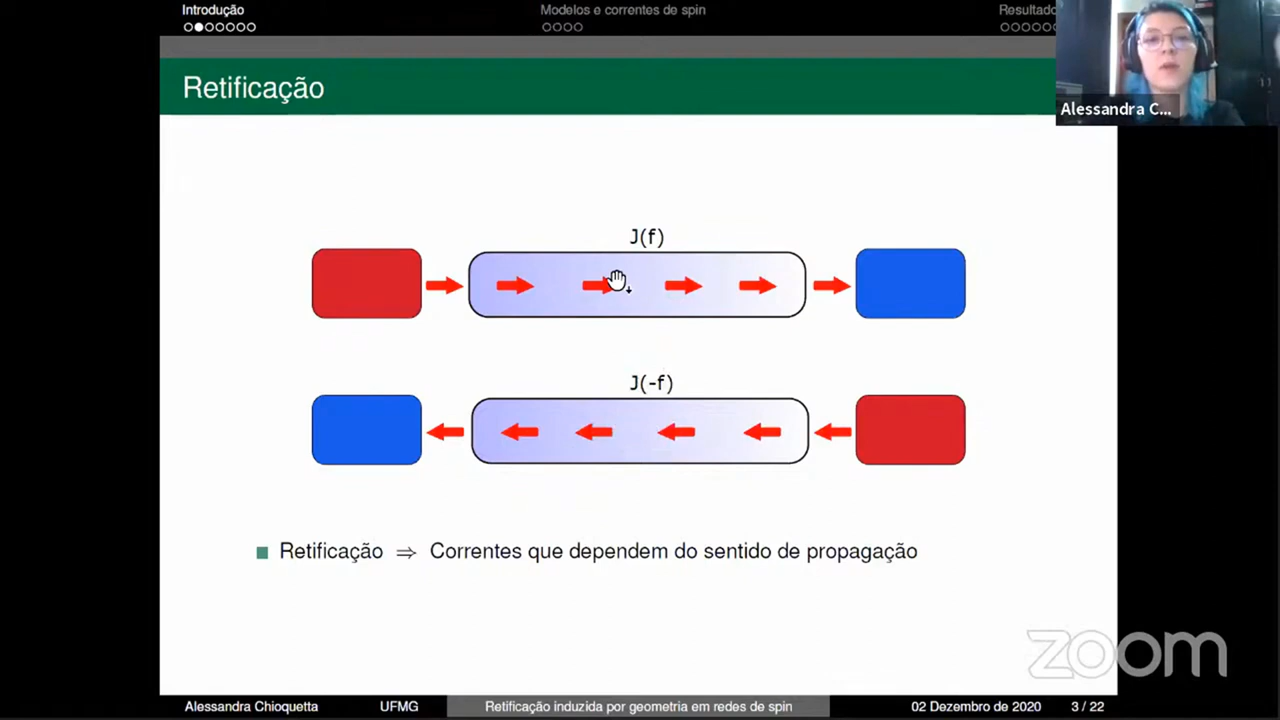 Introdução
Modelos e correntes de spin
Resultado
Retificação
Alessandra C...
J(f)
J(-f)
Retificação ⇒ Correntes que dependem do sentido de propagação
zoom
Alessandra Chioquetta UFMG Retificação induzida por geometria em redes de spin 02 Dezembro de 2020 3 / 22